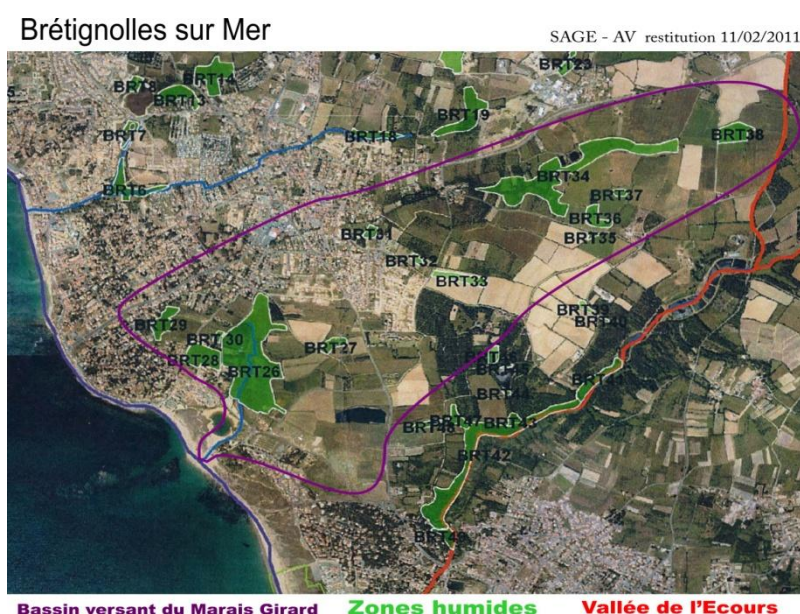 Brétignolles sur Mer
SAGE - AV restitution 11/02/2011
BRT23
BRT8
BRT14
BRT13
BRT19
BRT7
BRT18
BRT38
BRT34
BRT6
BRT37
BRT36
BRT31
BRT35
BRT32
BRT33
BRT39
BRT40
BRT29
BRT 30
BRT27
BRT28
BRT26
BRT44
BRT43
BRT42
Bassin versant du Marais Girard
Zones humides
Vallée de l'Ecours